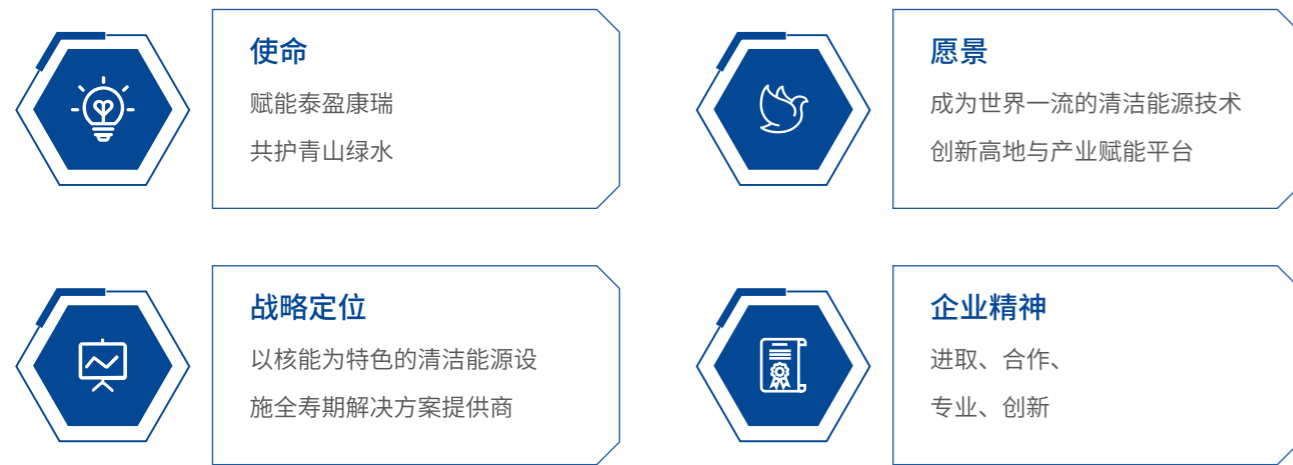 使命
赋能泰盈康瑞
共护青山绿水
愿景
成为世界一流的清洁能源技术
创新高地与产业赋能平台
战略定位
以核能为特色的清洁能源设
施全寿期解决方案提供商
企业精神
进取、合作、
专业、创新